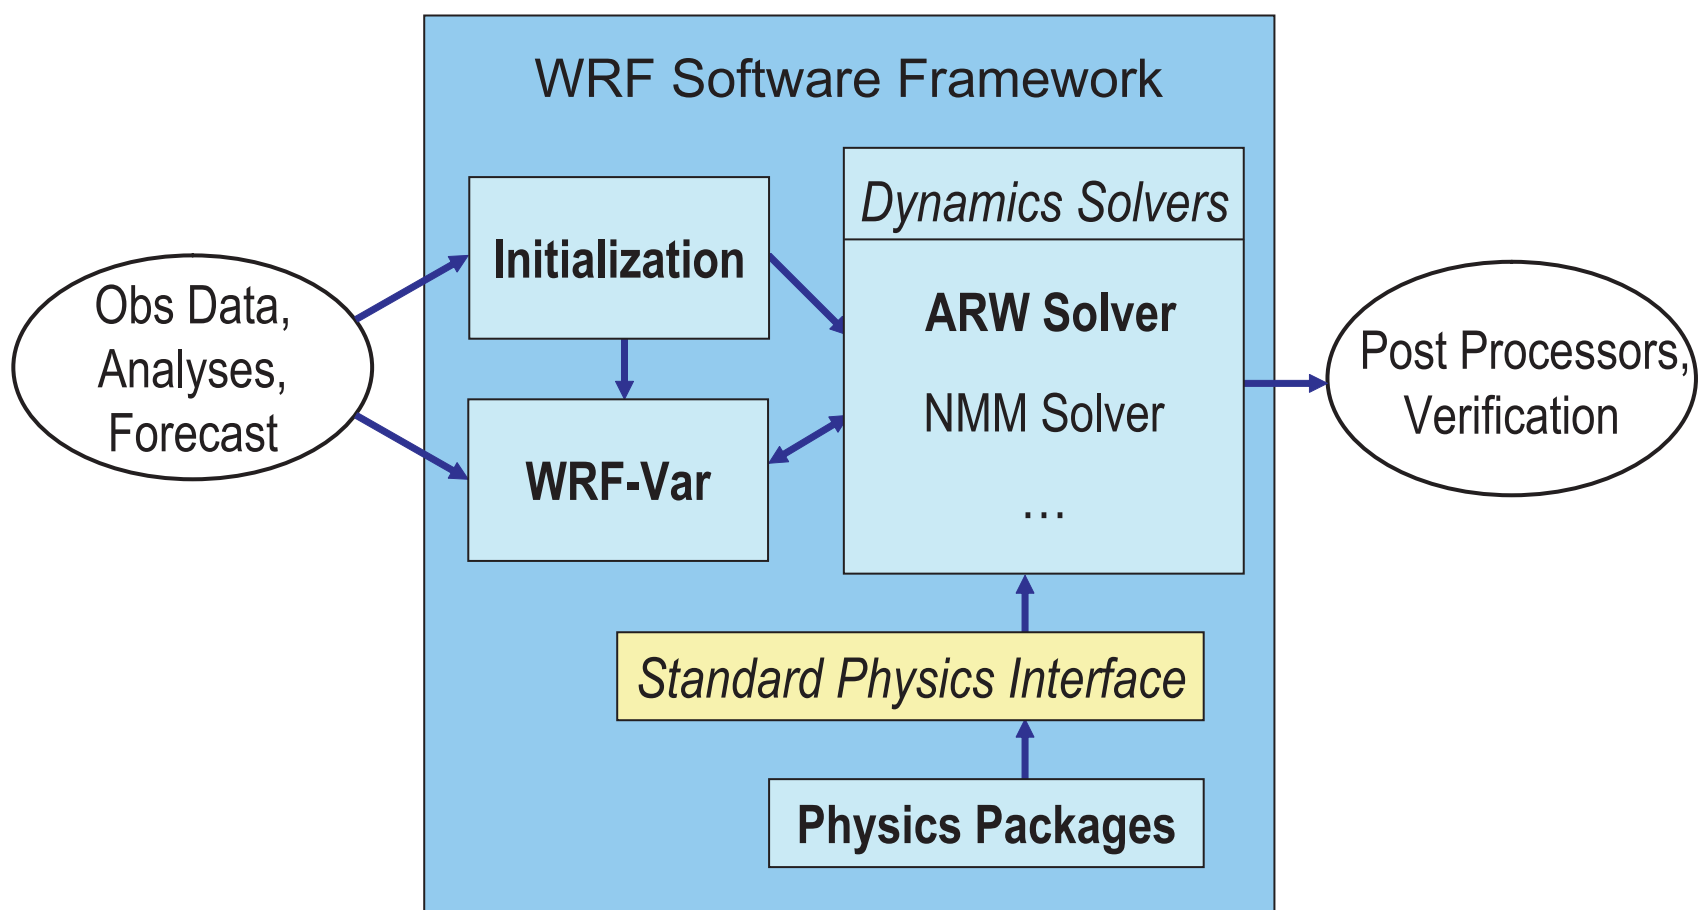 WRF Software Framework
Obs Data,
Analyses,
Forecast
Initialization
WRF-Var
Dynamics Solvers
ARW Solver
NMM Solver
…
Standard Physics Interface
Physics Packages
Post Processors,
Verification